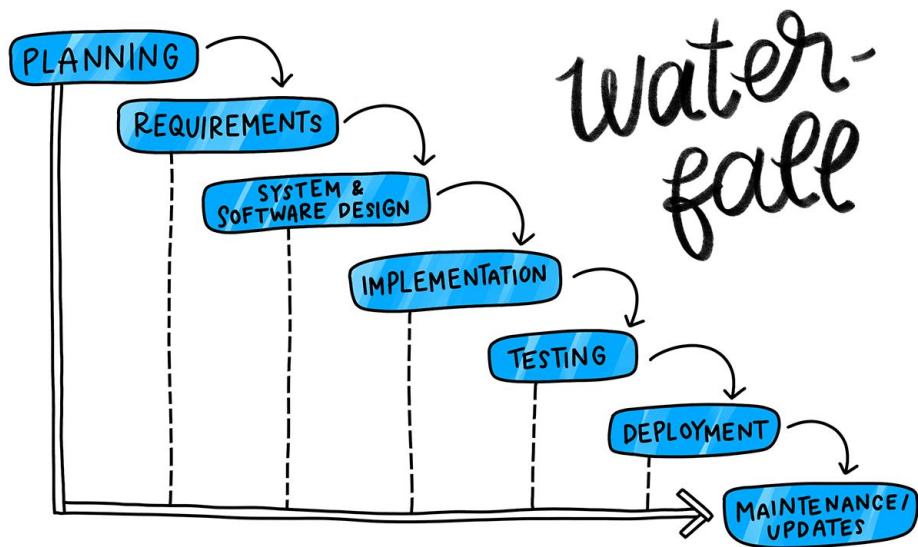 water-
fall
PLANNING
REQUIREMENTS
SYSTEM &
SOFTWARE DESIGN
IMPLEMENTATION
TESTING
DEPLOYMENT
MAINTENANCE/
UPDATES